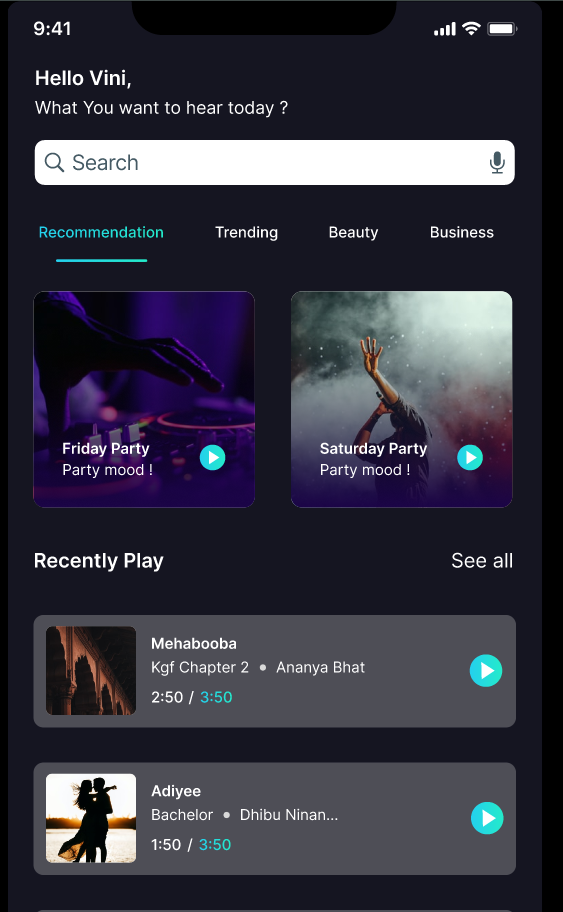 9:41
Hello Vini,
What You want to hear today ?
Search
Recommendation Trending Beauty Business
Friday Party
Party mood !
Saturday Party
Party mood !
Recently Play See all
Mehabooba
Kgf Chapter 2 • Ananya Bhat
2:50 / 3:50
Adiyee
Bachelor • Dhibu Ninan...
1:50 / 3:50